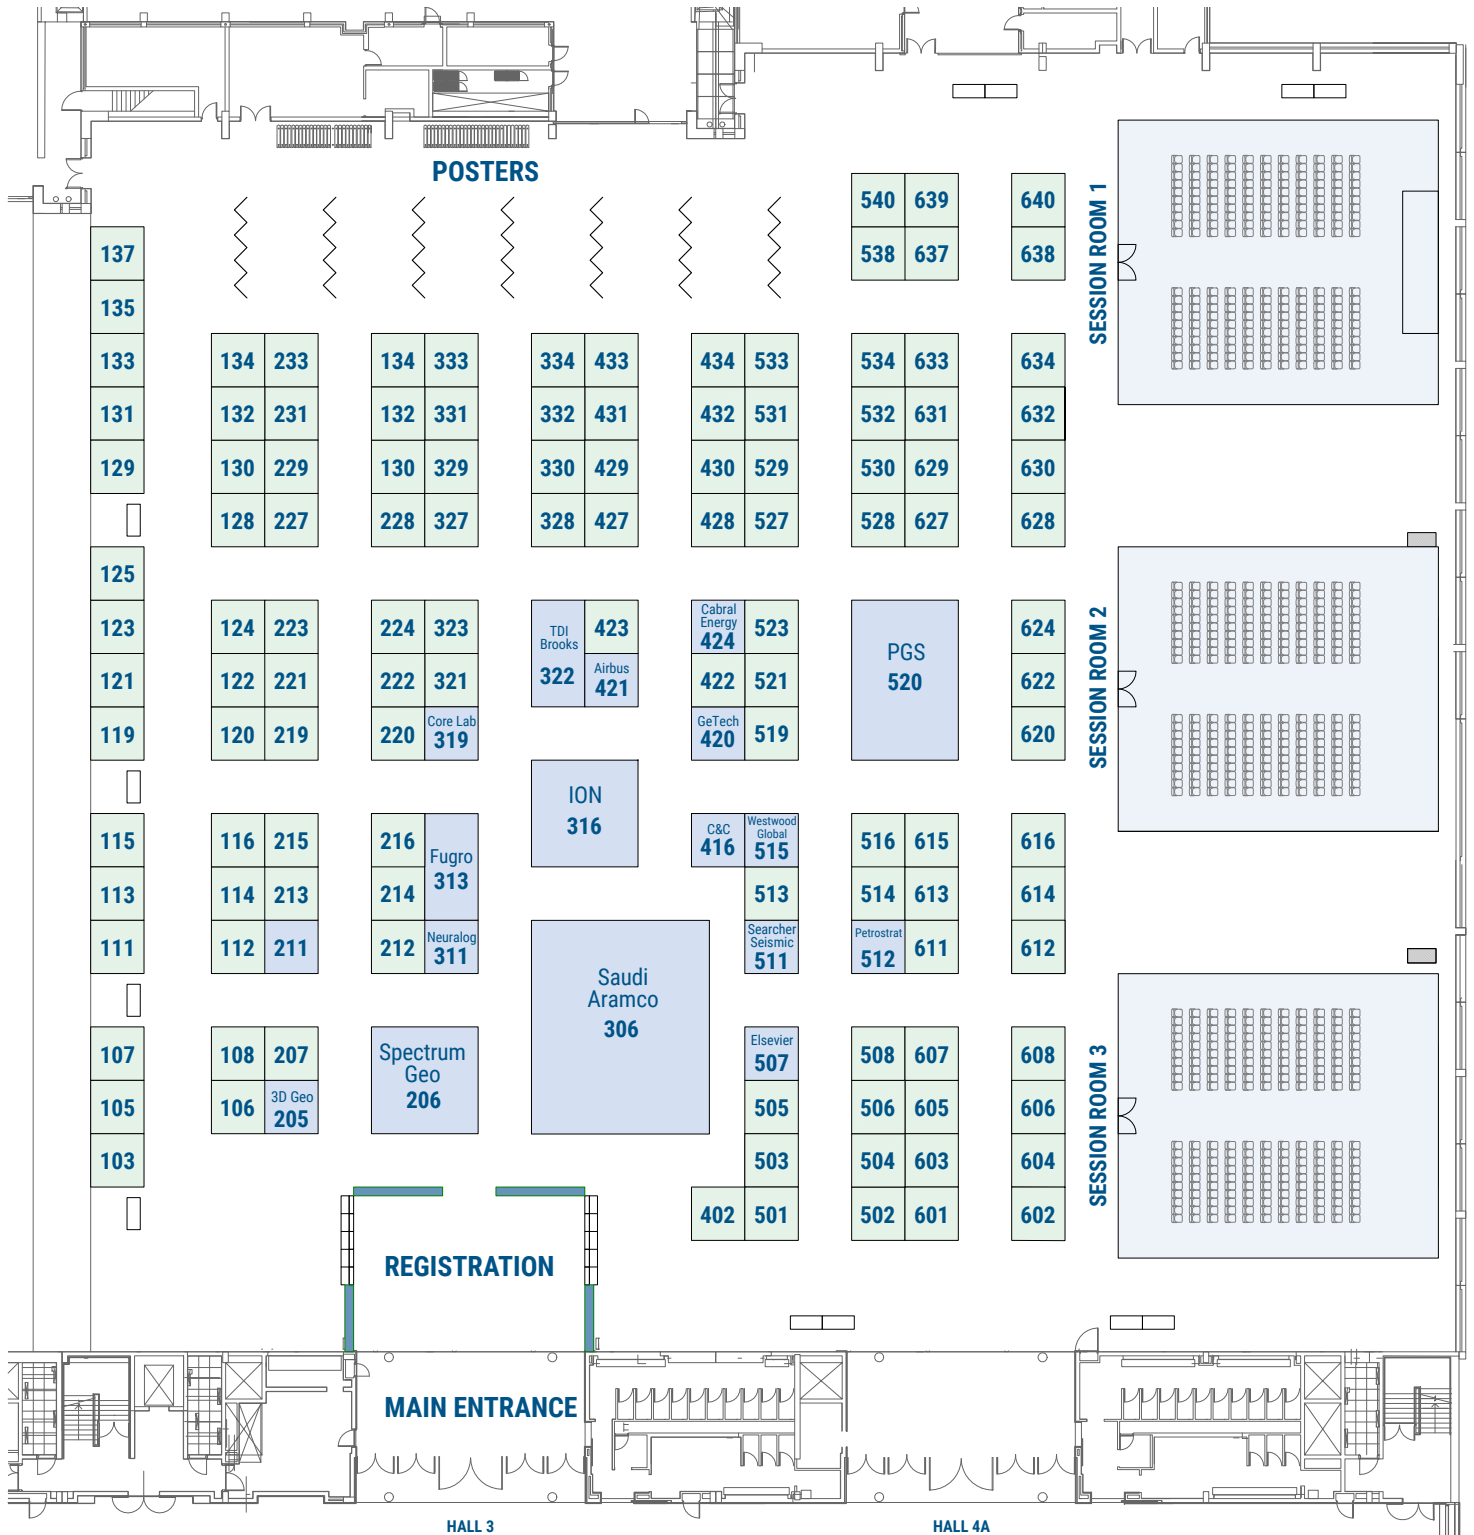 POSTERS
540 639 640
538 637 638
SESSION ROOM 1
137
135
133 134 233 134 333 334 433 434 533 534 633 634
131 132 231 132 331 332 431 432 531 532 631 632
129 130 229 130 329 330 429 430 529 530 629 630
128 227 228 327 328 427 428 527 528 627 628
125
123 124 223 224 323
TDI
Brooks
322
423
Cabral
Energy
424
523
624
121 122 221 222 321
Airbus
421
422 521
PGS
520
622
SESSION ROOM 2
119 120 219 220
Core Lab
319
GeTech
420
519
620
ION
316
115 116 215 216
Fugro
313
C&C
416
Westwood
Global
515
516 615 616
113 114 213 214
513
514 613 614
111 112 211 212
Neuralog
311
Searcher
Seismic
511
Petrostrat
512
611 612
Saudi
Aramco
306
107 108 207
Spectrum
Geo
206
Elsevier
507
508 607 608
105 106
3D Geo
205
505 506 605 606
SESSION ROOM 3
103
503 504 603 604
402 501 502 601 602
REGISTRATION
MAIN ENTRANCE
HALL 3
HALL 4A